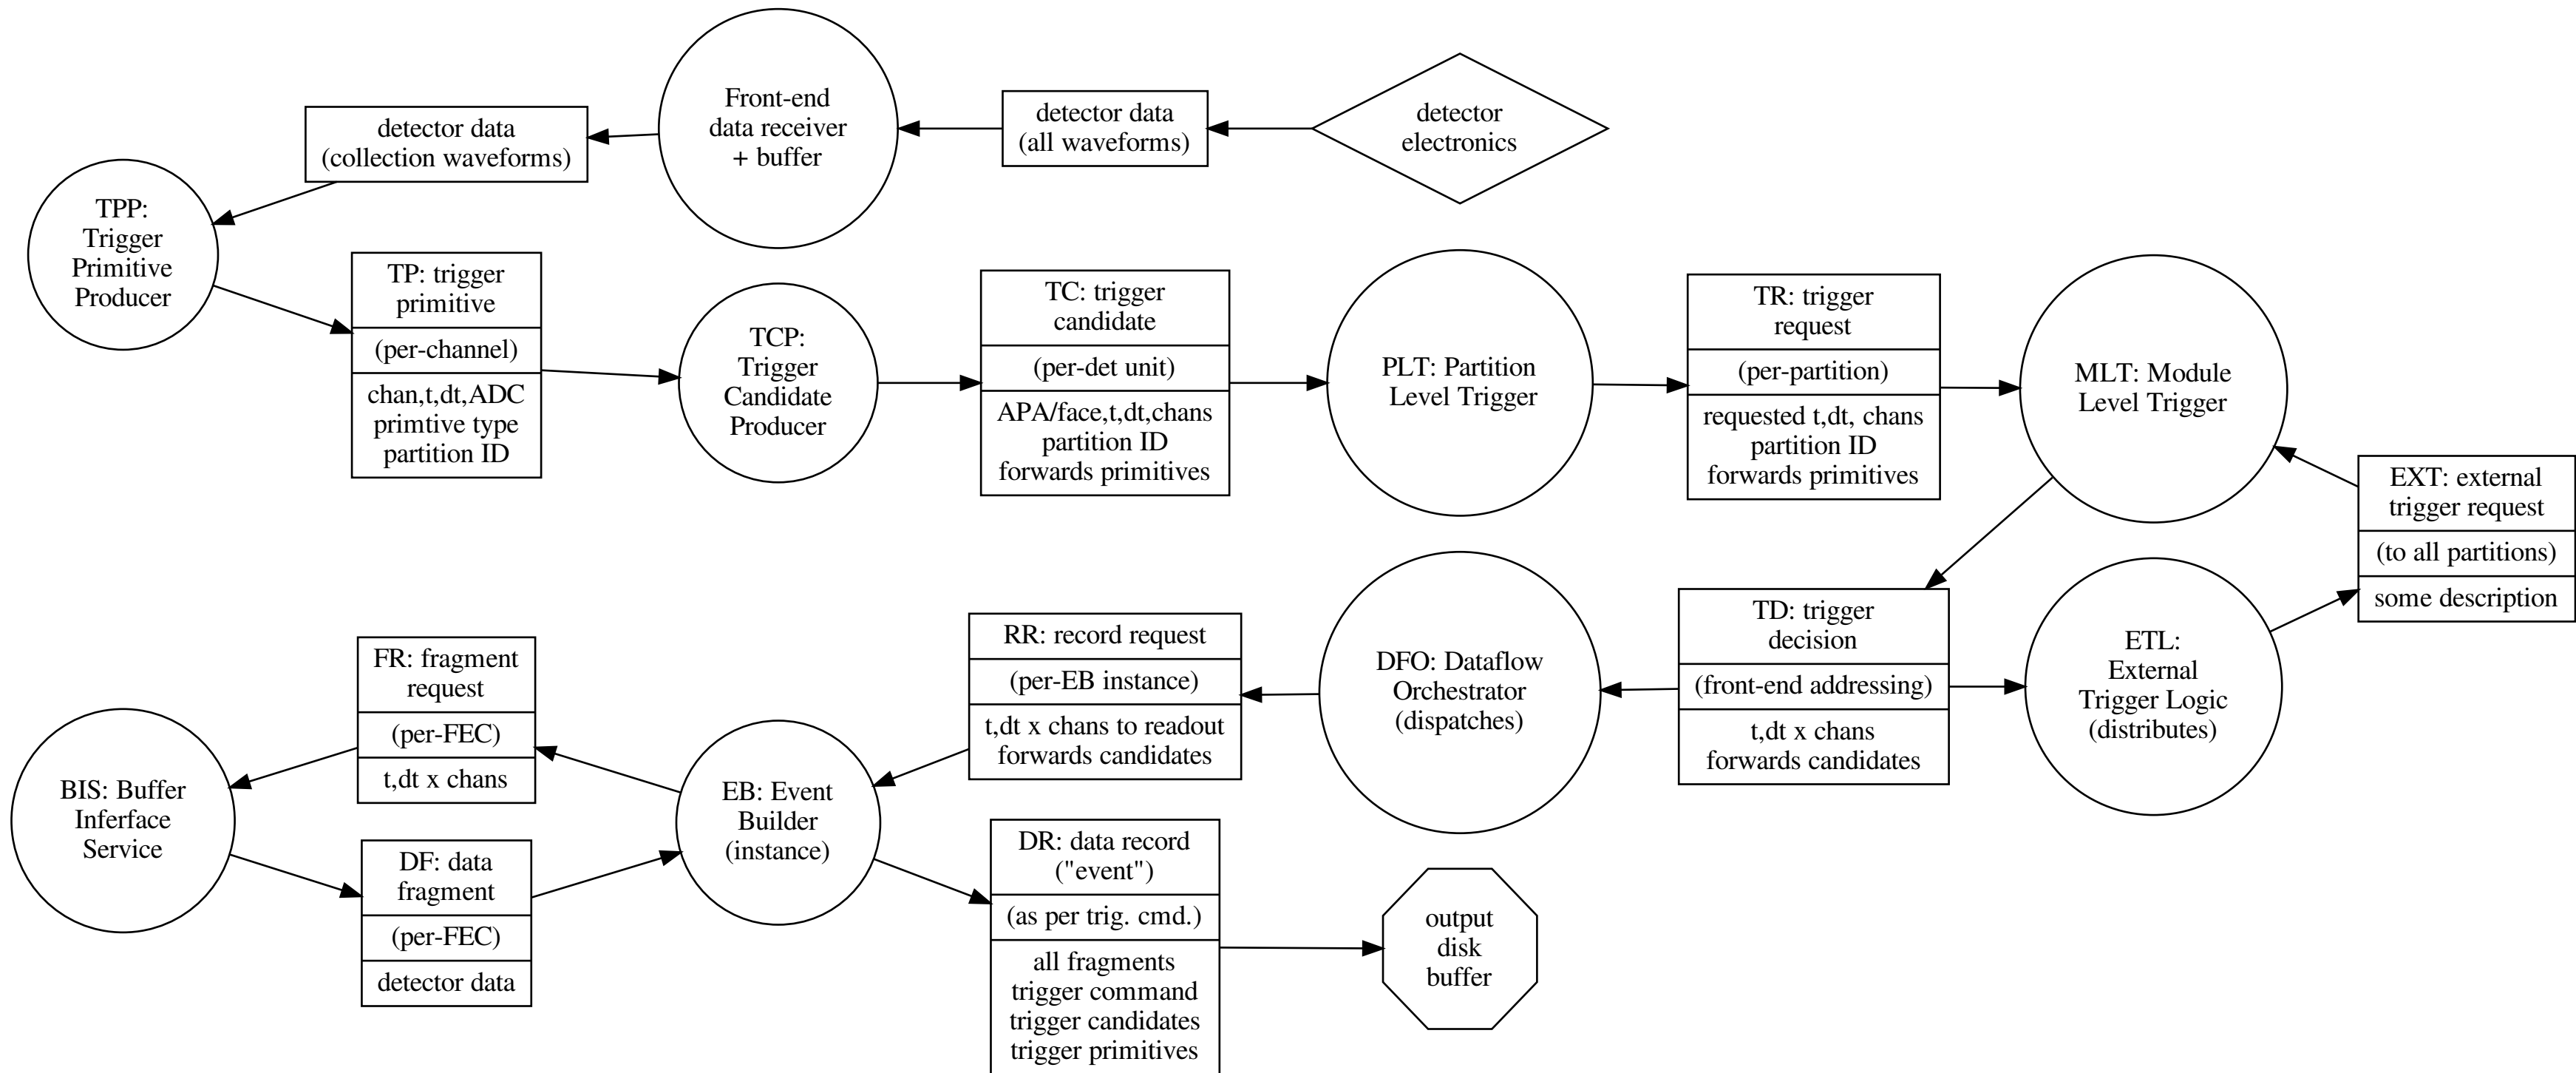 detector data
(collection waveforms)
Front-end
data receiver
+ buffer
detector data
(all waveforms)
detector
electronics
TPP:
Trigger
Primitive
Producer
TP: trigger
primitive
(per-channel)
chan,t,dt,ADC
primtive type
partition ID
TCP:
Trigger
Candidate
Producer
TC: trigger
candidate
(per-det unit)
APA/face,t,dt,chans
partition ID
forwards primitives
PLT: Partition
Level Trigger
TR: trigger
request
(per-partition)
requested t,dt, chans
partition ID
forwards primitives
MLT: Module
Level Trigger
EXT: external
trigger request
(to all partitions)
some description
ETL:
External
Trigger Logic
(distributes)
TD: trigger
decision
(front-end addressing)
t,dt x chans
forwards candidates
DFO: Dataflow
Orchestrator
(dispatches)
RR: record request
(per-EB instance)
t,dt x chans to readout
forwards candidates
EB: Event
Builder
(instance)
FR: fragment
request
(per-FEC)
t,dt x chans
BIS: Buffer
Inferface
Service
DF: data
fragment
(per-FEC)
detector data
DR: data record
("event")
(as per trig. cmd.)
all fragments
trigger command
trigger candidates
trigger primitives
output
disk
buffer